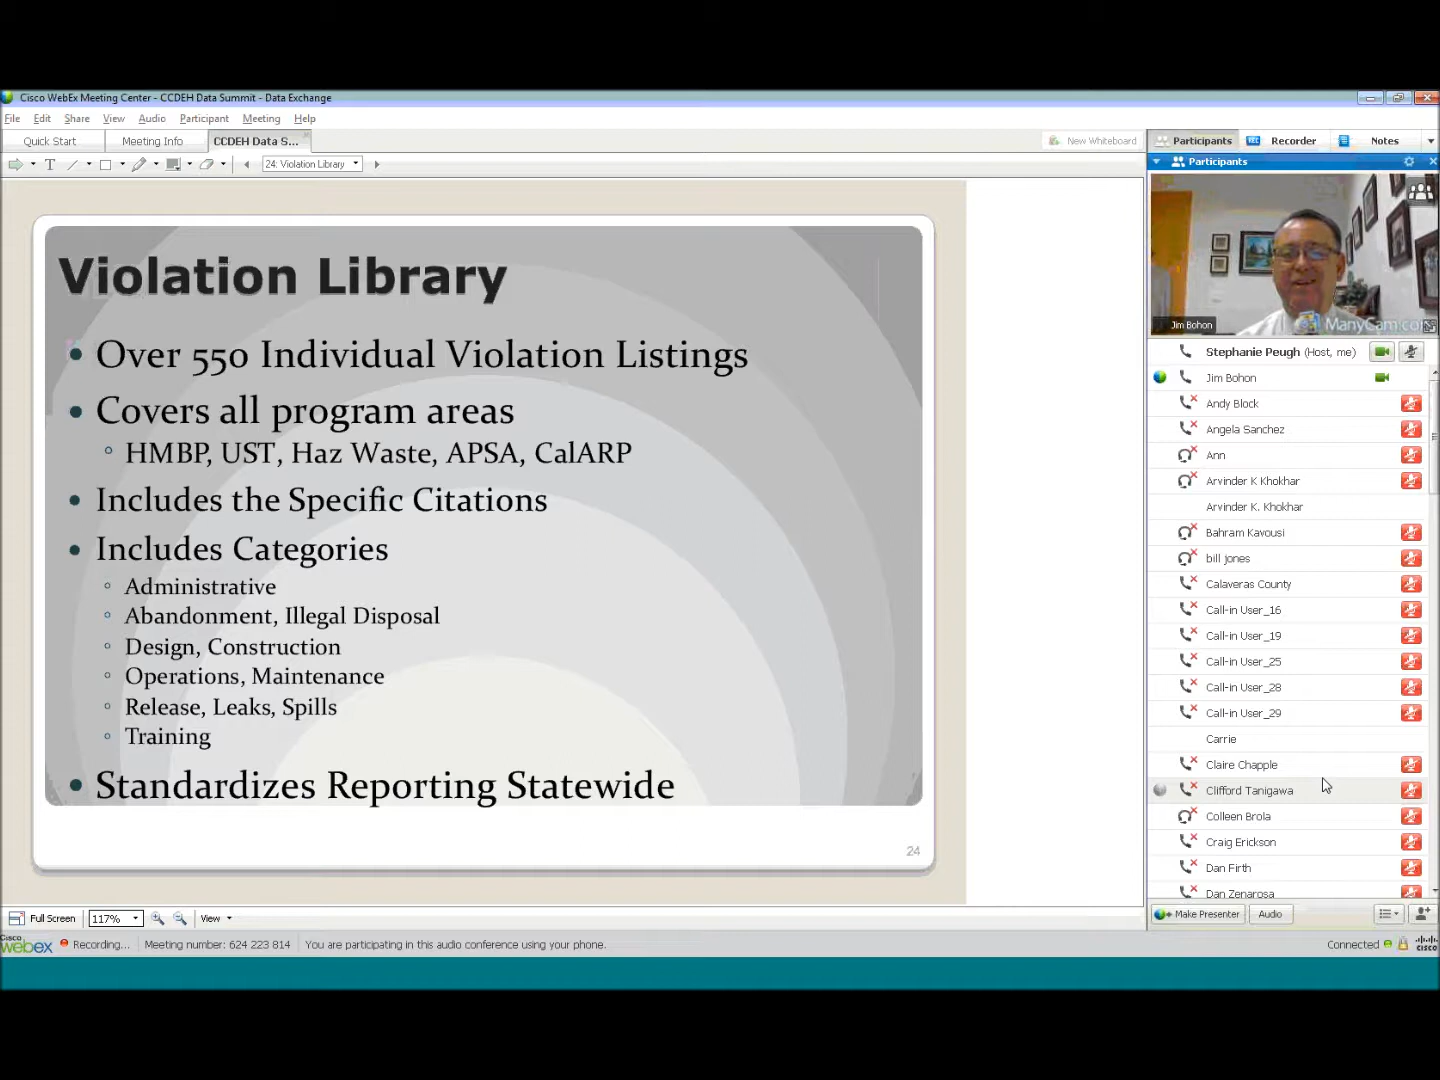 Cisco WebEx Meeting Center - CCDEH Data Summit - Data Exchange
File Edit Share View Audio Participant Meeting Help
Quick Start Meeting Info CCDEH Data S... New Whiteboard
Participants Recorder Notes
T 24: Violation Library
Participants
Violation Library
Over 550 Individual Violation Listings
Covers all program areas
HMBP, UST, Haz Waste, APSA, CalARP
Includes the Specific Citations
Includes Categories
Administrative
Abandonment, Illegal Disposal
Design, Construction
Operations, Maintenance
Release, Leaks, Spills
Training
Standardizes Reporting Statewide
24
Jim Bohon
ManyCam.co
Stephanie Peugh (Host, me)
Jim Bohon
Andy Block
Angela Sanchez
Ann
Arvinder K Khokhar
Arvinder K. Khokhar
Bahram Kavousi
bill jones
Calaveras County
Call-in User_16
Call-in User_19
Call-in User_25
Call-in User_28
Call-in User_29
Carrie
Claire Chapple
Clifford Tanigawa
Colleen Brola
Craig Erickson
Dan Firth
Dan Zenarosa
Make Presenter Audio
Full Screen 117% View
Cisco webex Recording... Meeting number: 624 223 814 You are participating in this audio conference using your phone. Connected cisco